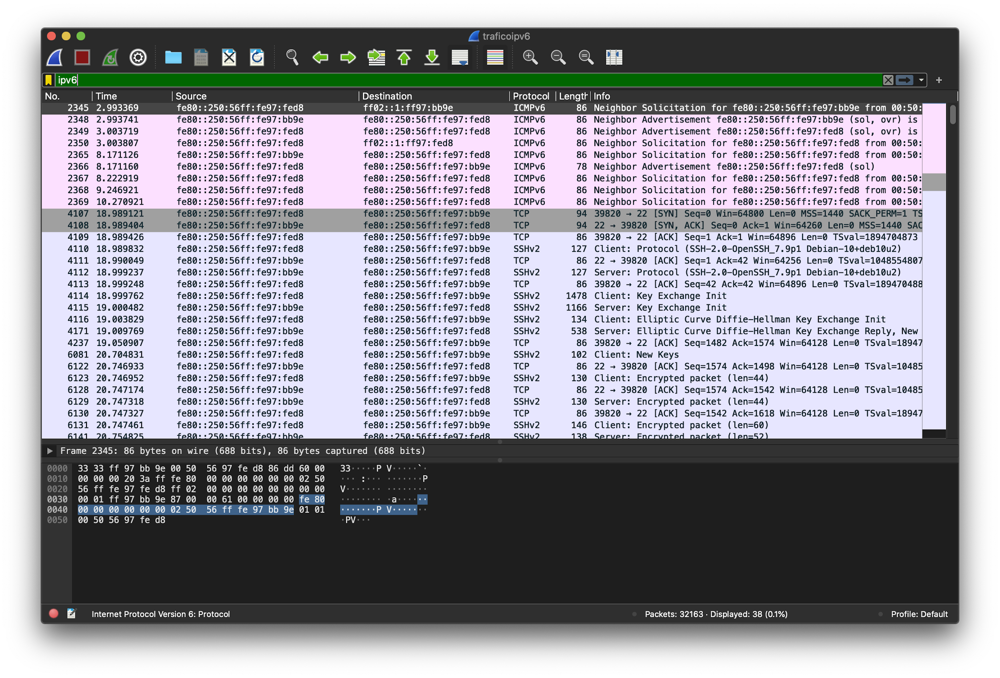 traficoipv6
ipv6
No. Time Source Destination Protocol Length Info
2345 2.993369 fe80::250:56ff:fe97:fed8 ff02::1:ff97:bb9e ICMPv6 86 Neighbor Solicitation for fe80::250:56ff:fe97:bb9e from 00:50:
2348 2.993741 fe80::250:56ff:fe97:bb9e fe80::250:56ff:fe97:fed8 ICMPv6 86 Neighbor Advertisement fe80::250:56ff:fe97:bb9e (sol, ovr) is
2349 3.003719 fe80::250:56ff:fe97:fed8 fe80::250:56ff:fe97:fed8 ICMPv6 86 Neighbor Advertisement fe80::250:56ff:fe97:fed8 (sol, ovr) is
2350 3.003807 fe80::250:56ff:fe97:fed8 ff02::1:ff97:fed8 ICMPv6 86 Neighbor Solicitation for fe80::250:56ff:fe97:fed8 from 00:50:
2365 8.171126 fe80::250:56ff:fe97:bb9e fe80::250:56ff:fe97:fed8 ICMPv6 86 Neighbor Solicitation for fe80::250:56ff:fe97:fed8 from 00:50:
2366 8.171160 fe80::250:56ff:fe97:fed8 fe80::250:56ff:fe97:bb9e ICMPv6 78 Neighbor Advertisement fe80::250:56ff:fe97:fed8 (sol)
2367 8.222919 fe80::250:56ff:fe97:fed8 fe80::250:56ff:fe97:fed8 ICMPv6 86 Neighbor Solicitation for fe80::250:56ff:fe97:fed8 from 00:50:
2368 9.246921 fe80::250:56ff:fe97:fed8 fe80::250:56ff:fe97:fed8 ICMPv6 86 Neighbor Solicitation for fe80::250:56ff:fe97:fed8 from 00:50:
2369 10.270921 fe80::250:56ff:fe97:fed8 fe80::250:56ff:fe97:fed8 ICMPv6 86 Neighbor Solicitation for fe80::250:56ff:fe97:fed8 from 00:50:
4107 18.989121 fe80::250:56ff:fe97:fed8 fe80::250:56ff:fe97:bb9e TCP 94 39820 → 22 [SYN] Seq=0 Win=64800 Len=0 MSS=1440 SACK_PERM=1 TS
4108 18.989404 fe80::250:56ff:fe97:bb9e fe80::250:56ff:fe97:fed8 TCP 94 22 → 39820 [SYN, ACK] Seq=0 Ack=1 Win=64260 Len=0 MSS=1440 SAC
4109 18.989426 fe80::250:56ff:fe97:fed8 fe80::250:56ff:fe97:bb9e TCP 86 39820 → 22 [ACK] Seq=1 Ack=1 Win=64896 Len=0 TSval=1894704873
4110 18.989832 fe80::250:56ff:fe97:fed8 fe80::250:56ff:fe97:bb9e SSHv2 127 Client: Protocol (SSH-2.0-OpenSSH_7.9p1 Debian-10+deb10u2)
4111 18.990049 fe80::250:56ff:fe97:bb9e fe80::250:56ff:fe97:fed8 TCP 86 22 → 39820 [ACK] Seq=1 Ack=42 Win=64256 Len=0 TSval=1048554807
4112 18.999237 fe80::250:56ff:fe97:bb9e fe80::250:56ff:fe97:fed8 SSHv2 127 Server: Protocol (SSH-2.0-OpenSSH_7.9p1 Debian-10+deb10u2)
4113 18.999248 fe80::250:56ff:fe97:fed8 fe80::250:56ff:fe97:bb9e TCP 86 39820 → 22 [ACK] Seq=42 Ack=42 Win=64896 Len=0 TSval=189470488
4114 18.999762 fe80::250:56ff:fe97:fed8 fe80::250:56ff:fe97:bb9e SSHv2 1478 Client: Key Exchange Init
4115 19.000482 fe80::250:56ff:fe97:bb9e fe80::250:56ff:fe97:fed8 SSHv2 1166 Server: Key Exchange Init
4116 19.003829 fe80::250:56ff:fe97:fed8 fe80::250:56ff:fe97:bb9e SSHv2 134 Client: Elliptic Curve Diffie-Hellman Key Exchange Init
4171 19.009769 fe80::250:56ff:fe97:bb9e fe80::250:56ff:fe97:fed8 SSHv2 538 Server: Elliptic Curve Diffie-Hellman Key Exchange Reply, New
4237 19.050907 fe80::250:56ff:fe97:fed8 fe80::250:56ff:fe97:bb9e TCP 86 39820 → 22 [ACK] Seq=1482 Ack=1574 Win=64128 Len=0 TSval=18947
6081 20.704831 fe80::250:56ff:fe97:fed8 fe80::250:56ff:fe97:bb9e SSHv2 102 Client: New Keys
6122 20.746933 fe80::250:56ff:fe97:bb9e fe80::250:56ff:fe97:fed8 TCP 86 22 → 39820 [ACK] Seq=1574 Ack=1498 Win=64128 Len=0 TSval=10485
6123 20.746952 fe80::250:56ff:fe97:fed8 fe80::250:56ff:fe97:bb9e SSHv2 130 Client: Encrypted packet (len=44)
6128 20.747174 fe80::250:56ff:fe97:bb9e fe80::250:56ff:fe97:fed8 TCP 86 22 → 39820 [ACK] Seq=1574 Ack=1542 Win=64128 Len=0 TSval=10485
6129 20.747318 fe80::250:56ff:fe97:bb9e fe80::250:56ff:fe97:fed8 SSHv2 130 Server: Encrypted packet (len=44)
6130 20.747327 fe80::250:56ff:fe97:fed8 fe80::250:56ff:fe97:bb9e TCP 86 39820 → 22 [ACK] Seq=1542 Ack=1618 Win=64128 Len=0 TSval=18947
6131 20.747461 fe80::250:56ff:fe97:fed8 fe80::250:56ff:fe97:bb9e SSHv2 146 Client: Encrypted packet (len=60)
6141 20.754825 fe80::250:56ff:fe97:bb9e fe80::250:56ff:fe97:fed8 SSHv2 138 Server: Encrypted packet (len=52)
Frame 2345: 86 bytes on wire (688 bits), 86 bytes captured (688 bits)
0000 33 33 ff 97 bb 9e 00 50 56 97 fe d8 86 dd 60 00 33·····P V·····`·
0010 00 00 00 20 3a ff fe 80 00 00 00 00 00 00 02 50 ··· :··· ·······P
0020 56 ff fe 97 fe d8 ff 02 00 00 00 00 00 00 00 00 V······· ········
0030 00 01 ff 97 bb 9e 87 00 00 61 00 00 00 00 fe 80 ········ ·a······
0040 00 00 00 00 00 00 02 50 56 ff fe 97 bb 9e 01 01 ·······P V·······
0050 00 50 56 97 fe d8 ·PV···
Internet Protocol Version 6: Protocol Packets: 32163 · Displayed: 38 (0.1%) Profile: Default